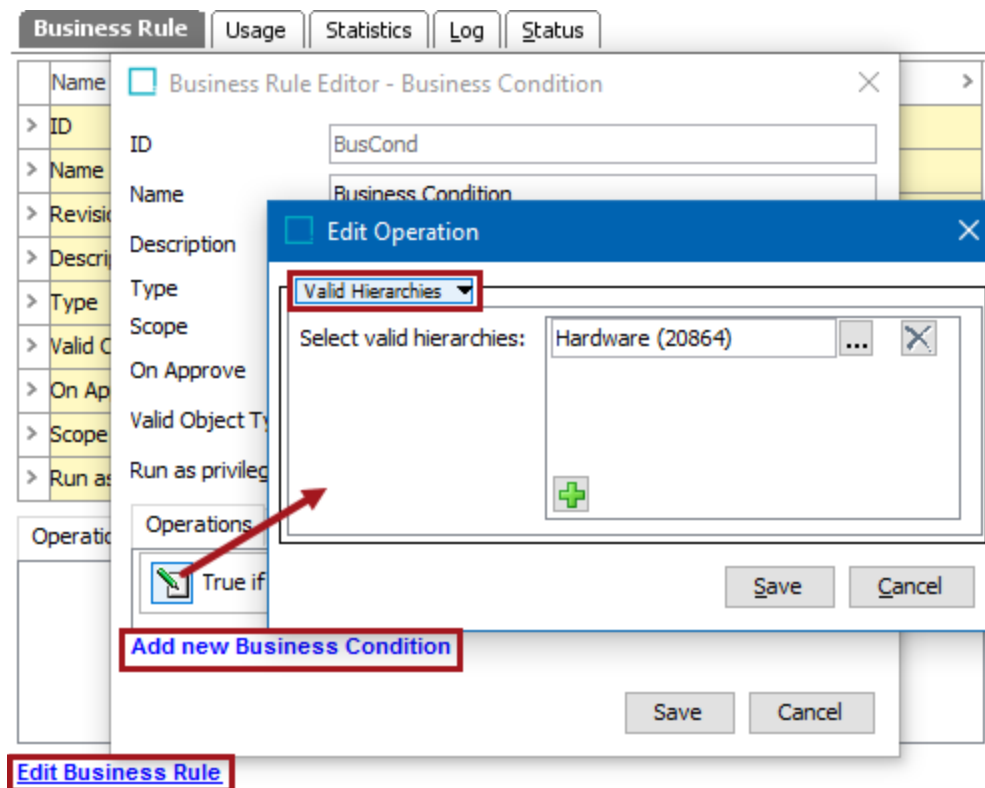 Business Rule Usage Statistics Log Status
Name >
Business Rule Editor - Business Condition
> ID
ID BusCond
> Name
Name Business Condition
> Revisio
Edit Operation
> Descrip
Description
> Type
Type
Valid Hierarchies
Scope
> Valid O
Select valid hierarchies: Hardware (20864) ...
On Approve
> On Ap
Valid Object Ty
> Scope
Run as privileg
> Run as
Operations
Operatio
True if
Save Cancel
Add new Business Condition
Save Cancel
Edit Business Rule